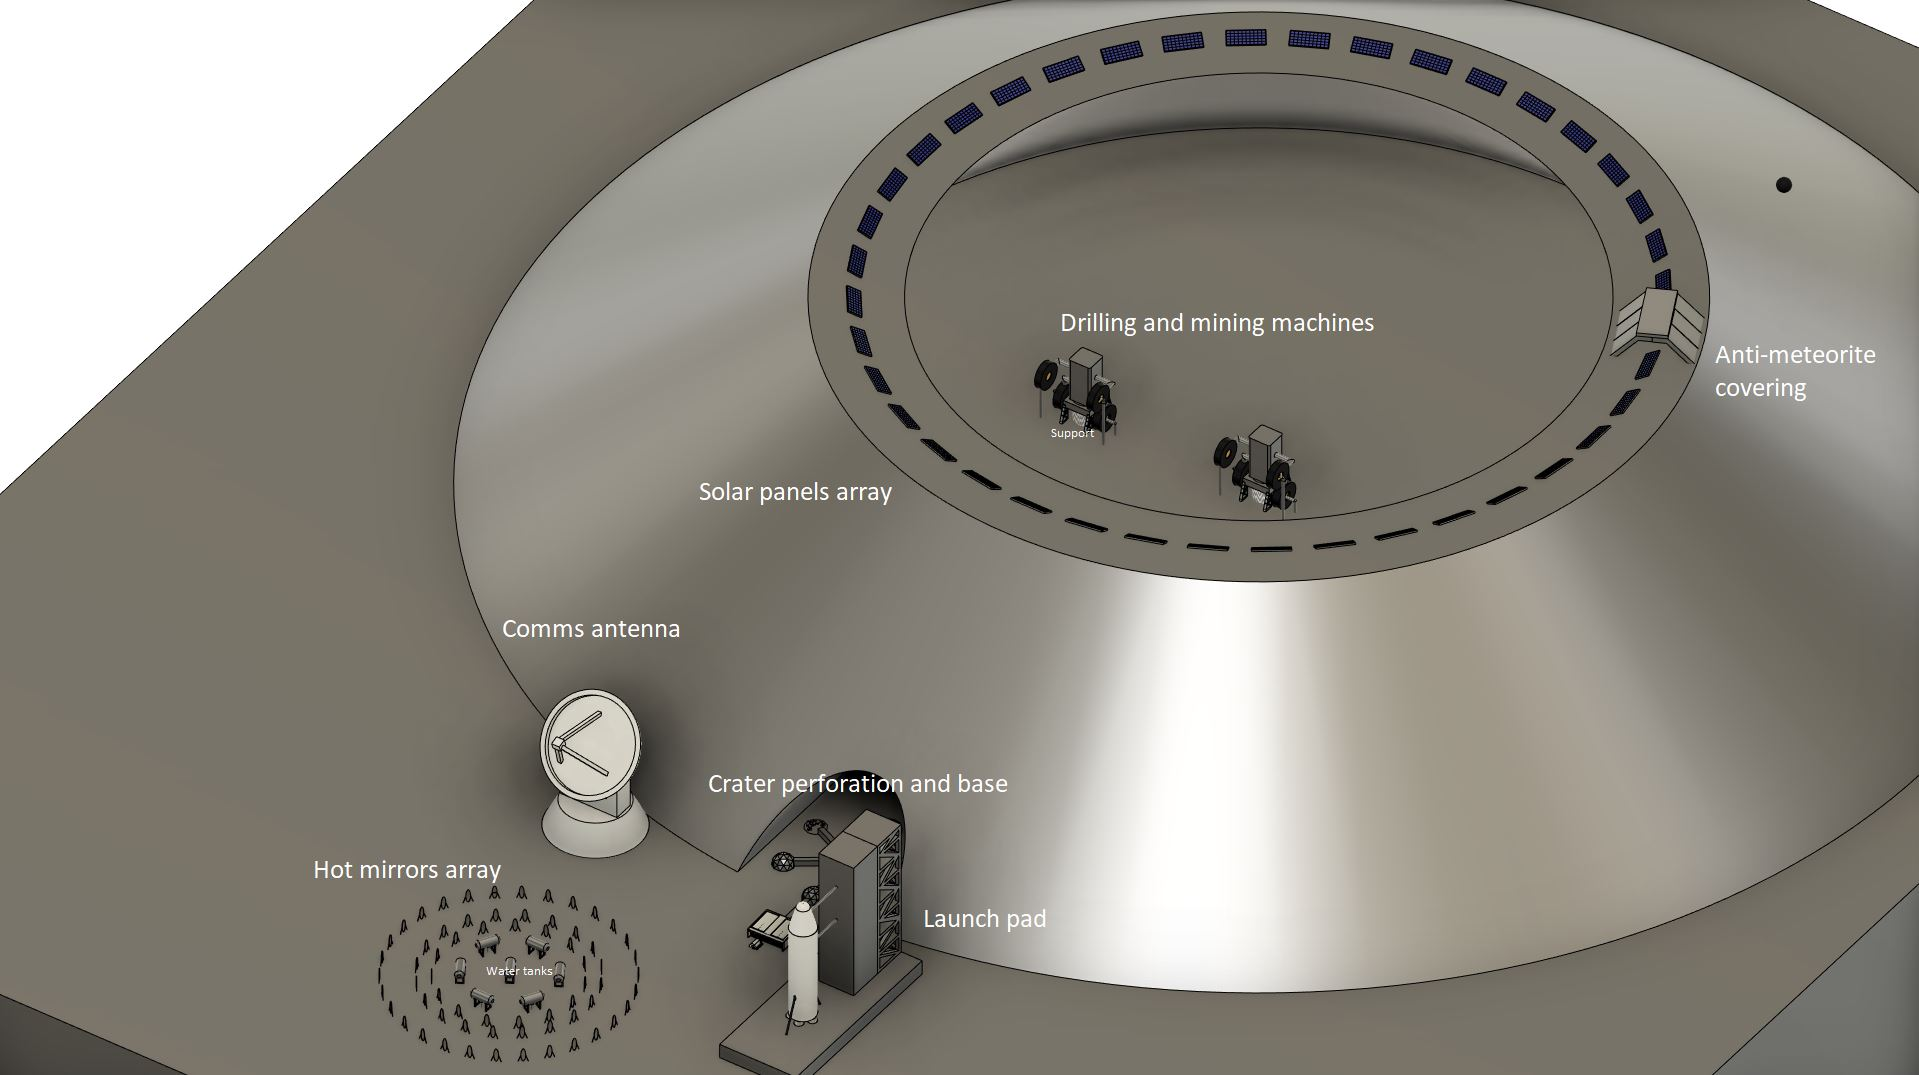 Drilling and mining machines
Anti-meteorite
covering
Support
Solar panels array
Comms antenna
Crater perforation and base
Hot mirrors array
Launch pad
Water tanks